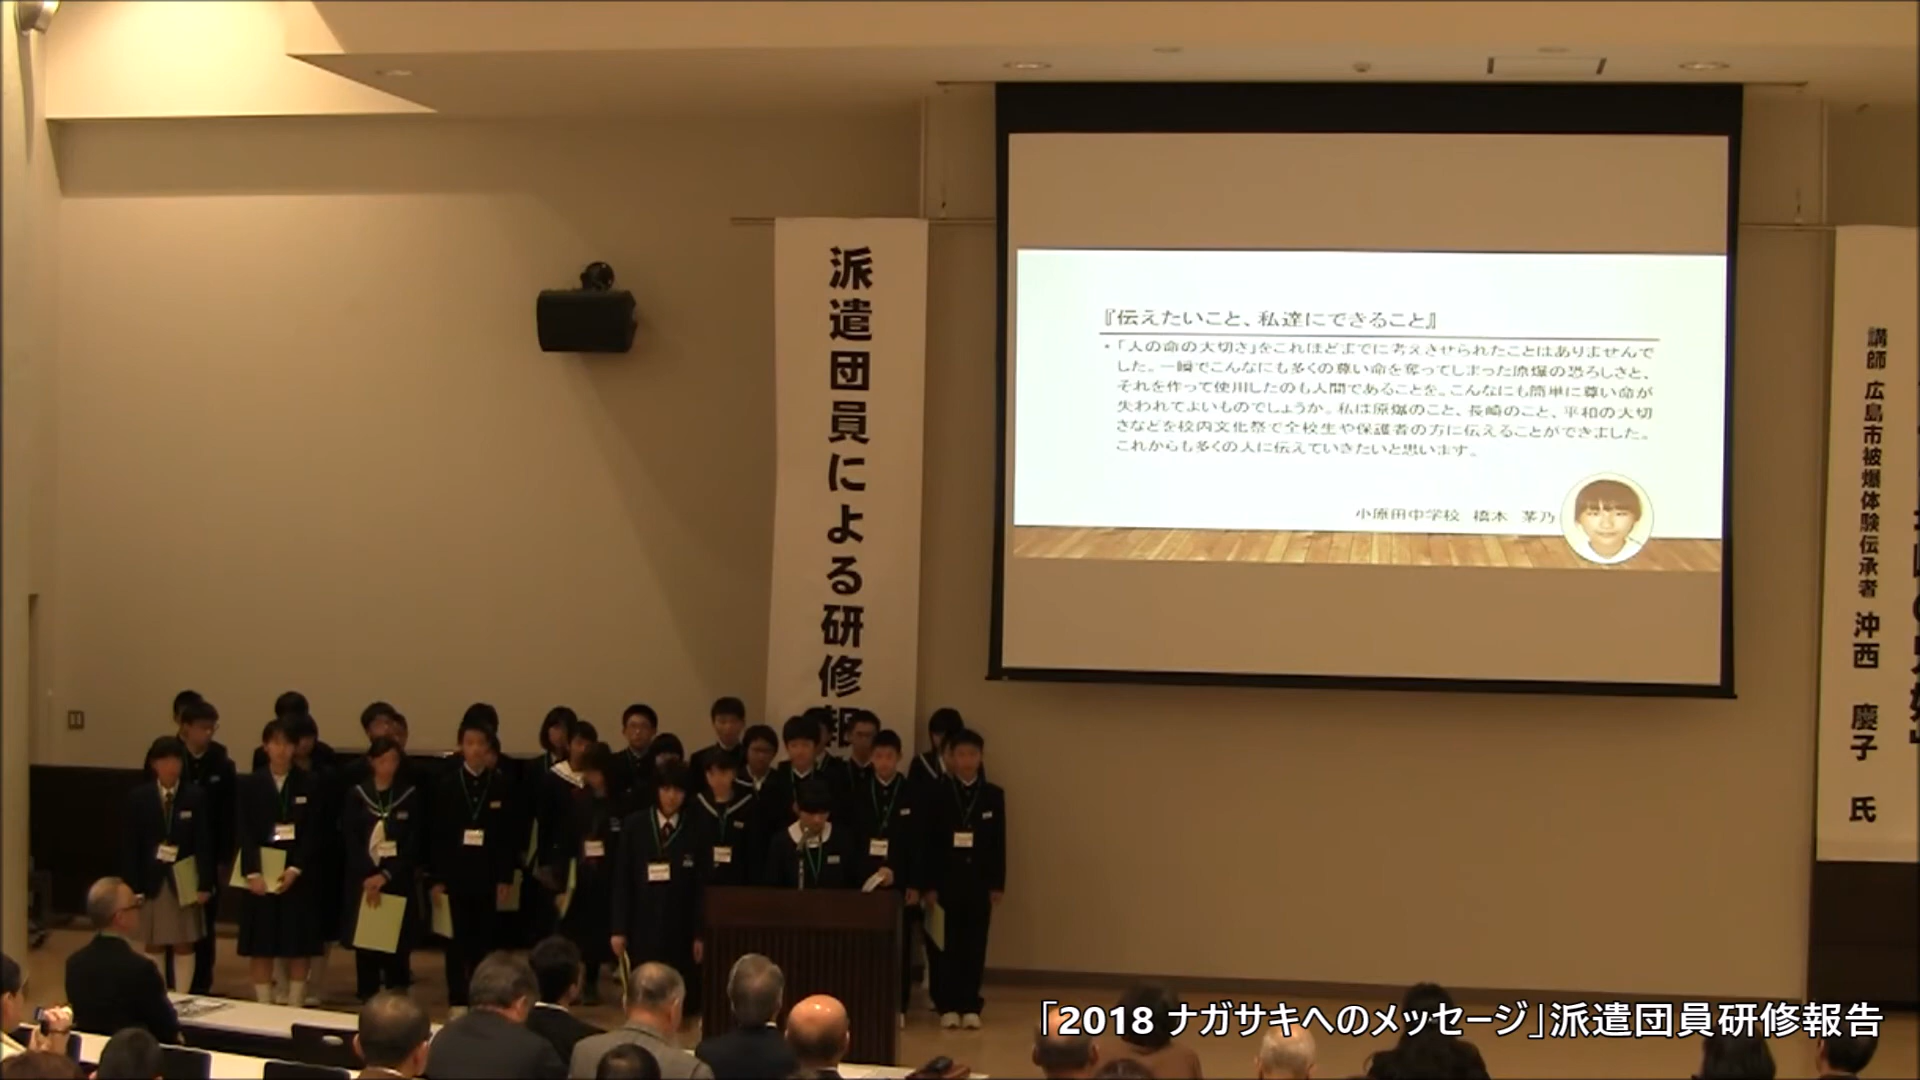 派遣団員による研修報
『伝えたいこと、私達にできること』
・「人の命の大切さ」をこれほどまでに考えさせられたことはありませんで
した。一瞬でこんなにも多くの尊い命を奪ってしまった原爆の恐ろしさと、
それを作って使用したのも人間であることを。こんなにも簡単に尊い命が
失われてよいものでしょうか。私は原爆のこと、長崎のこと、平和の大切
さなどを校内文化祭で全校生や保護者の方に伝えることができました。
これからも多くの人に伝えていきたいと思います。
小原田中学校 橋本 茅乃
講師 広島市被爆体験伝承者 沖西 慶子 氏
「2018 ナガサキへのメッセージ」派遣団員研修報告